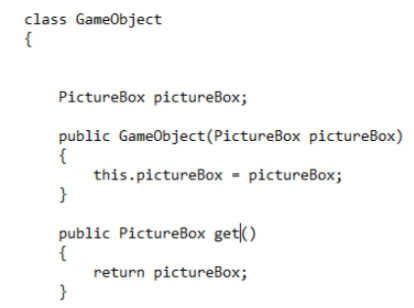 class GameObject
{
PictureBox pictureBox;
public GameObject(PictureBox pictureBox)
{
this.pictureBox = pictureBox;
}
public PictureBox get()
{
return pictureBox;
}